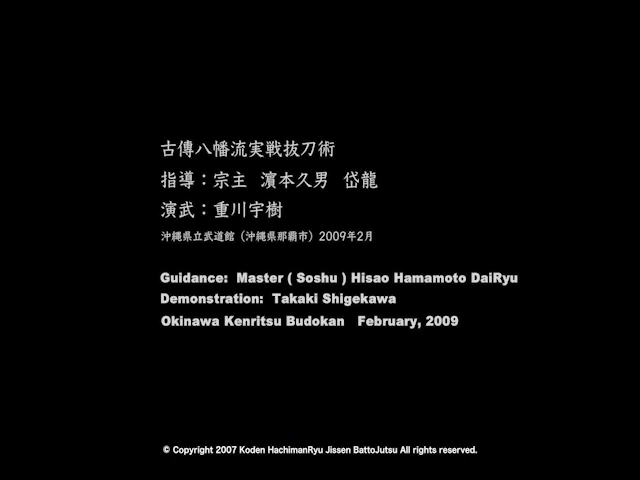 古傳八幡流実戦抜刀術
指導：宗主　濵本久男　岱龍
演武：重川宇樹
沖縄県立武道館（沖縄県那覇市）2009年2月
Guidance:  Master ( Soshu ) Hisao Hamamoto DaiRyu
Demonstration:  Takaki Shigekawa
Okinawa Kenritsu Budokan   February, 2009
© Copyright 2007 Koden HachimanRyu Jissen BattoJutsu All rights reserved.